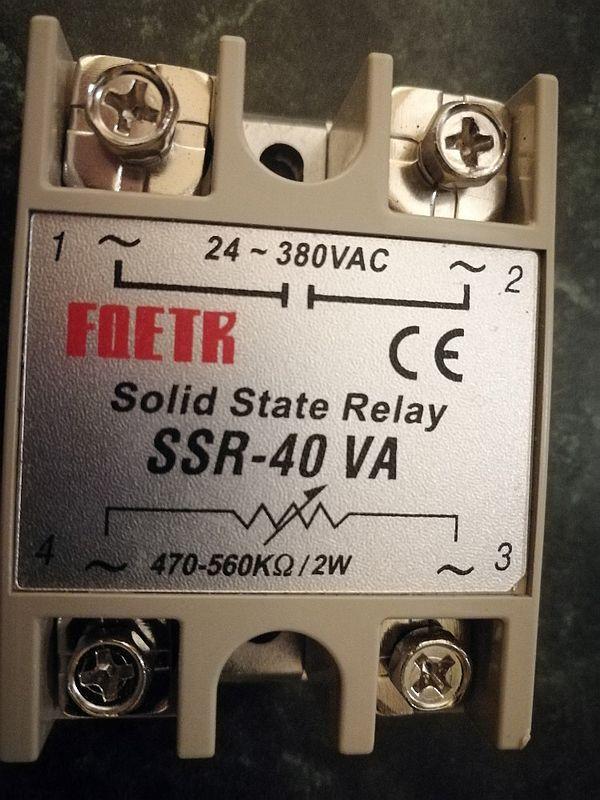 1 ~ 24 ~ 380VAC ~ 2
FQETR CE
Solid State Relay
SSR-40 VA
4 ~ 470-560KΩ/2W ~ 3